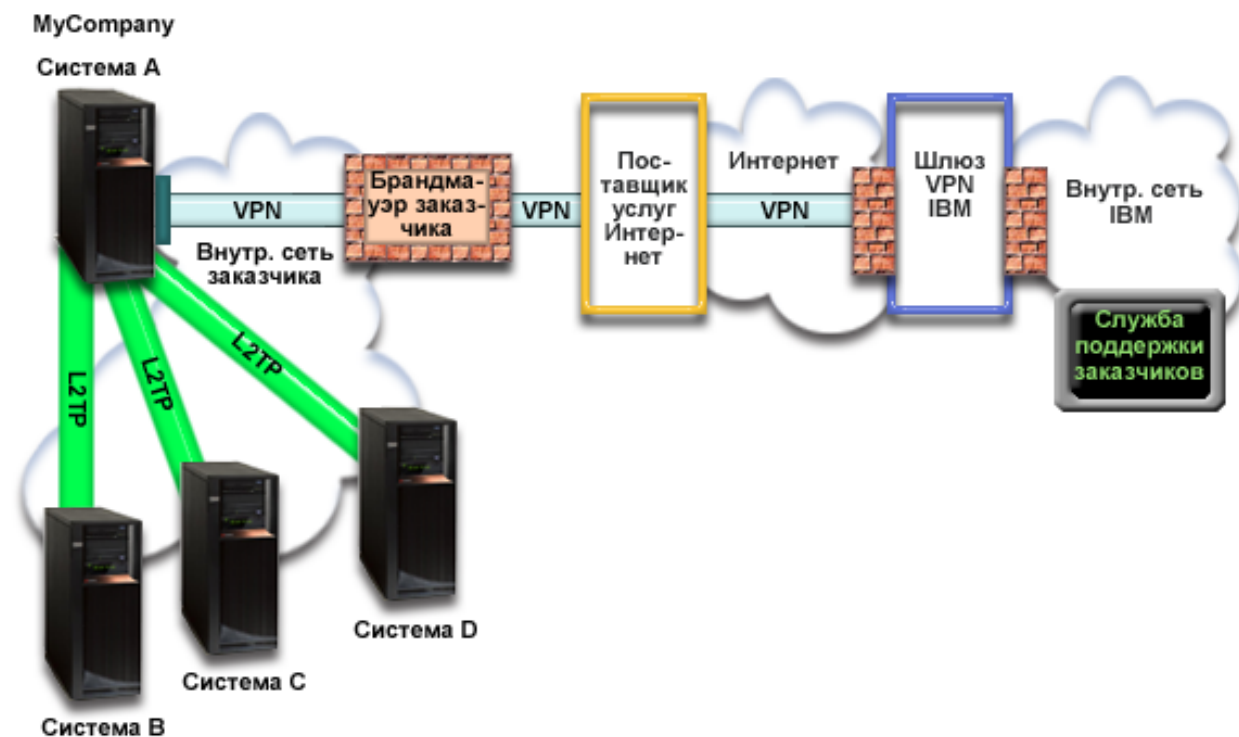 MyCompany
Система A
VPN
Внутр. сеть
заказчика
Брандма-
уэр заказ-
чика
VPN
Пос-
тавщик
услуг
Интер-
нет
Интернет
VPN
Шлюз
VPN
IBM
Внутр. сеть
IBM
Служба
поддержки
заказчиков
L2TP
L2TP
L2TP
Система D
Система C
Система B